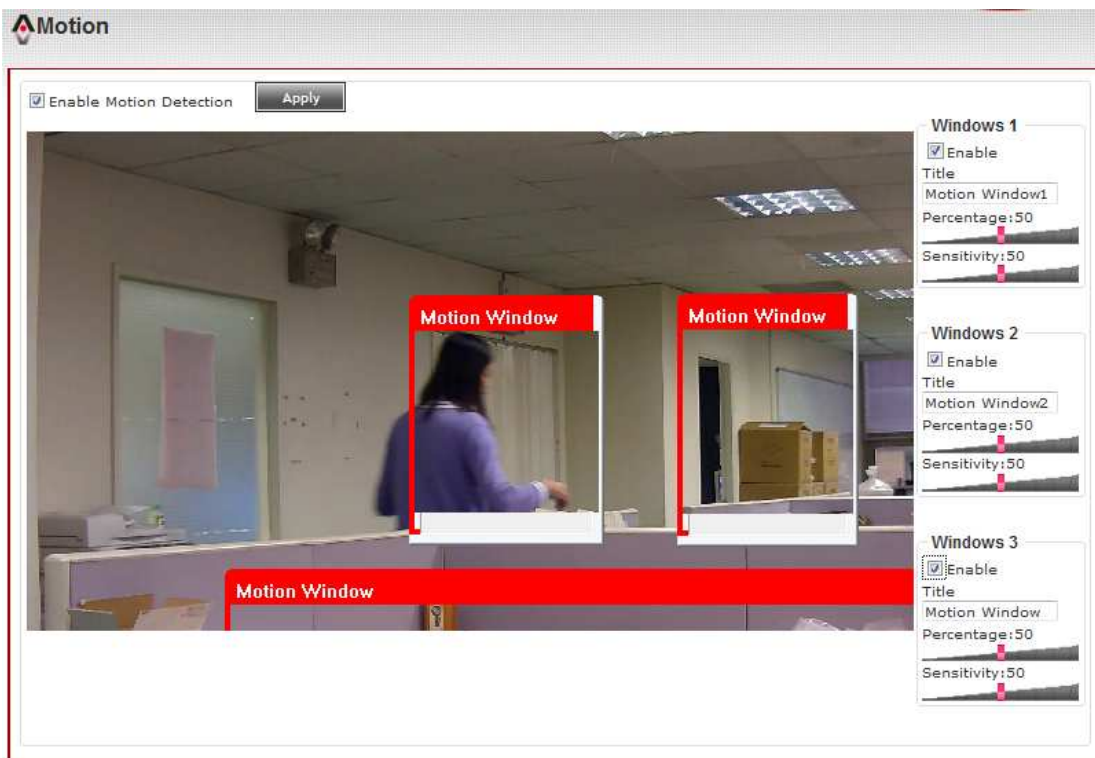 Motion
Enable Motion Detection
Apply
Motion Window
Motion Window
Motion Window
Windows 1
Enable
Title
Motion Window1
Percentage:50
Sensitivity:50
Windows 2
Enable
Title
Motion Window2
Percentage:50
Sensitivity:50
Windows 3
Enable
Title
Motion Window
Percentage:50
Sensitivity:50